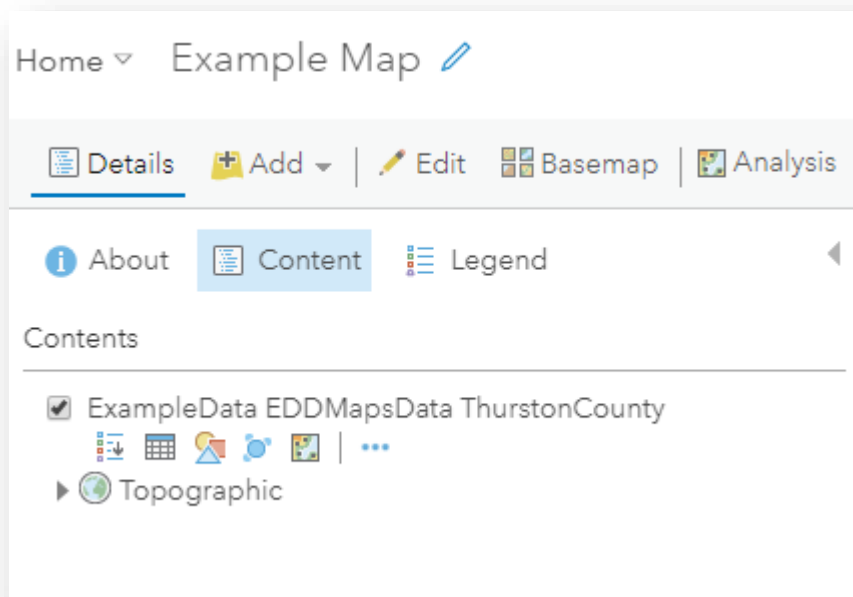 Home Example Map
Details Add Edit Basemap Analysis
About Content Legend
Contents
ExampleData EDDMapsData ThurstonCounty
Topographic